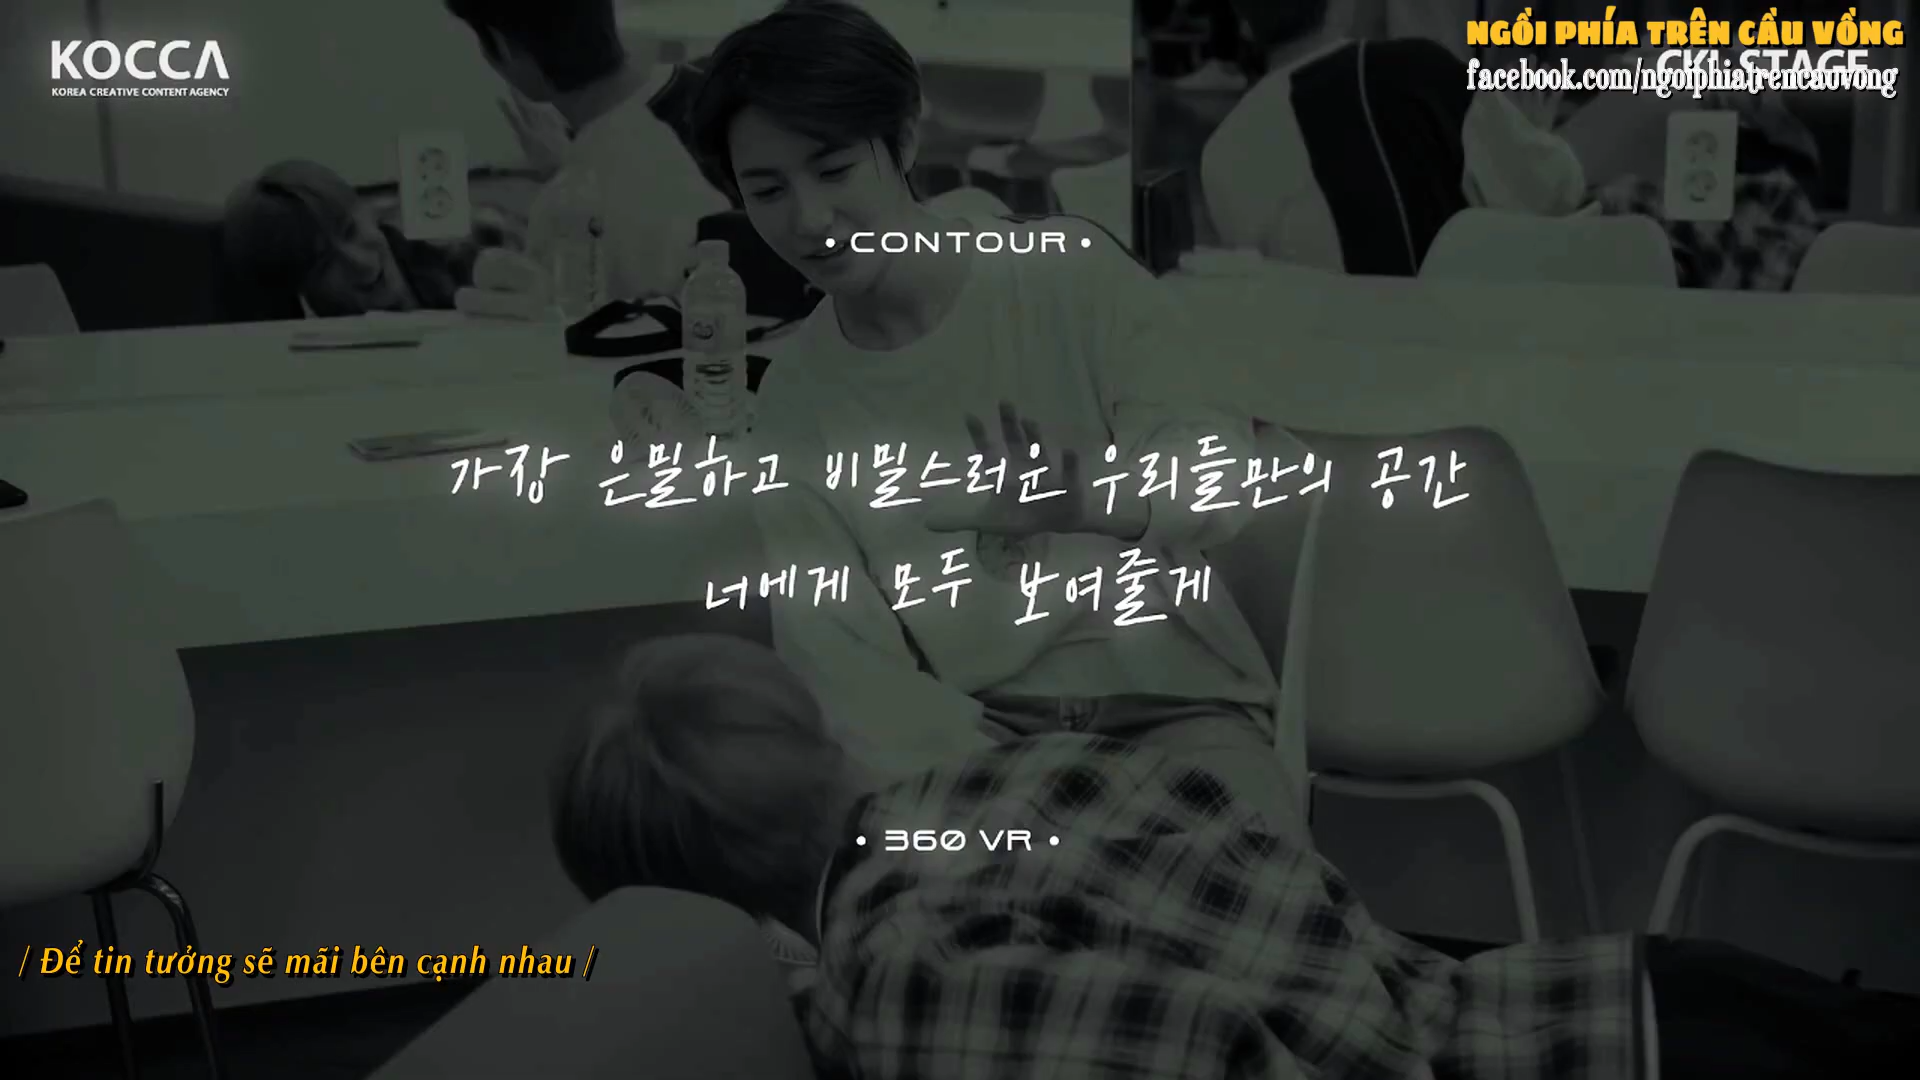 KOCCA
KOREA CREATIVE CONTENT AGENCY
NGỒI PHÍA TRÊN CẦU VỒNG
CKL STAGE
facebook.com/ngoiphiatrencauvong
• CONTOUR •
가장 은밀하고 비밀스러운 우리들만의 공간
너에게 모두 보여줄게
• 360 VR •
/ Để tin tưởng sẽ mãi bên cạnh nhau /